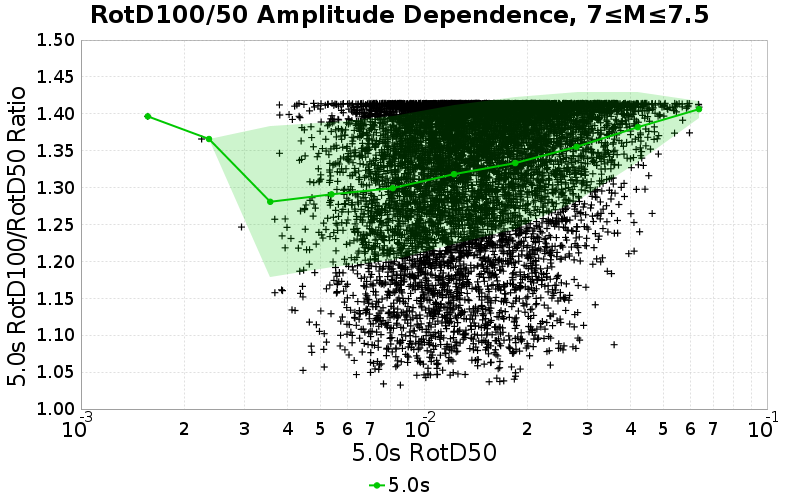 RotD100/50 Amplitude Dependence, 7≤M≤7.5
1.50
1.45
1.40
1.35
1.30
1.25
1.20
1.15
1.10
1.05
1.00
5.0s RotD100/RotD50 Ratio
10-3 2 3 4 5 6 7 10-2 2 3 4 5 6 7 10-1
5.0s RotD50
5.0s